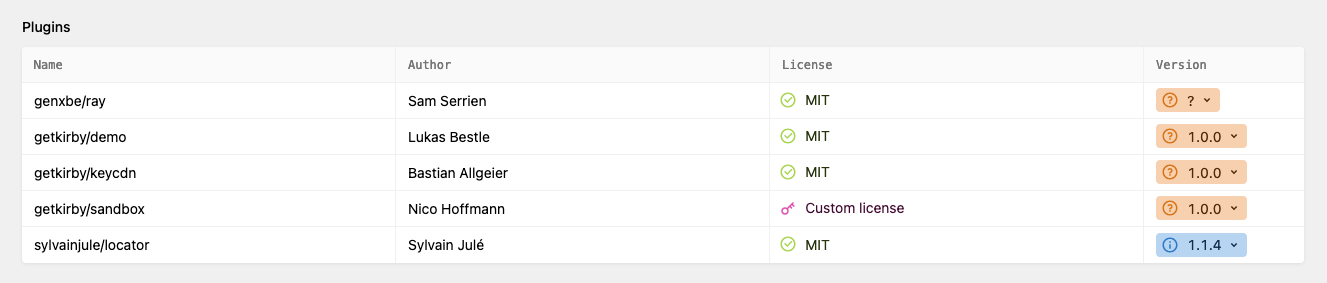 Plugins
Name Author License Version
genxbe/ray Sam Serrien MIT ?
getkirby/demo Lukas Bestle MIT 1.0.0
getkirby/keycdn Bastian Allgeier MIT 1.0.0
getkirby/sandbox Nico Hoffmann Custom license 1.0.0
sylvainjule/locator Sylvain Julé MIT 1.1.4